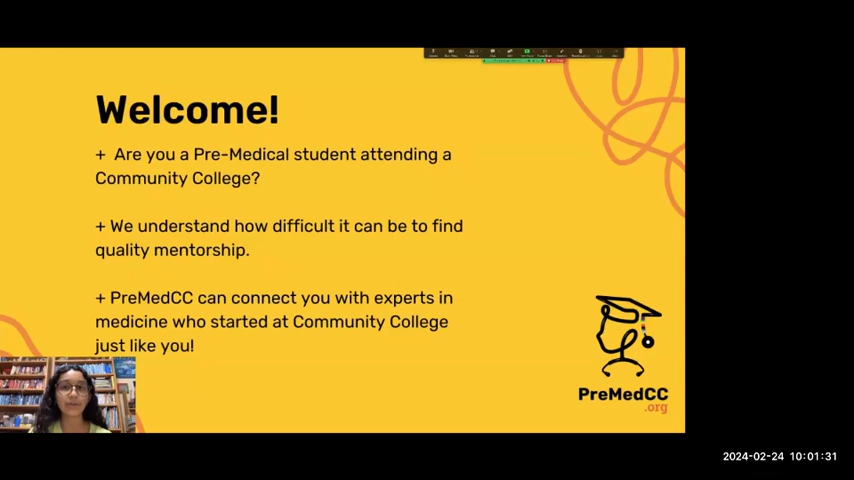 Welcome!
+ Are you a Pre-Medical student attending a
Community College?
+ We understand how difficult it can be to find
quality mentorship.
+ PreMedCC can connect you with experts in
medicine who started at Community College
just like you!
PreMedCC
.org
2024-02-24 10:01:31